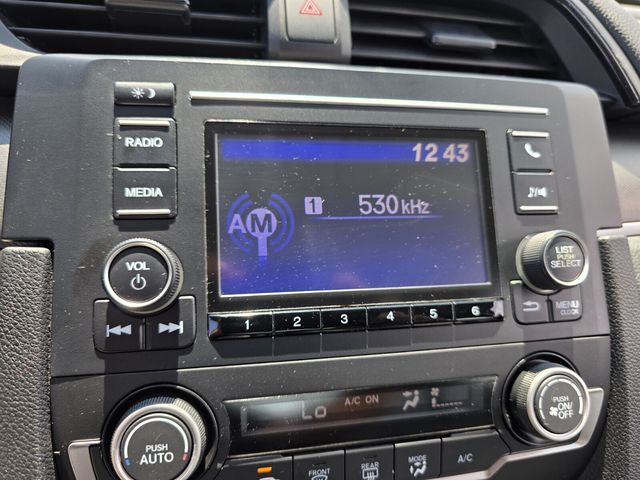 RADIO
MEDIA
VOL
12 43
AM
1 530 kHz
LIST
PUSH
SELECT
MENU
CLOCK
1 2 3 4 5 6
Lo A/C ON
PUSH
AUTO
FRONT
REAR
MODE
A/C
PUSH
ON/
OFF